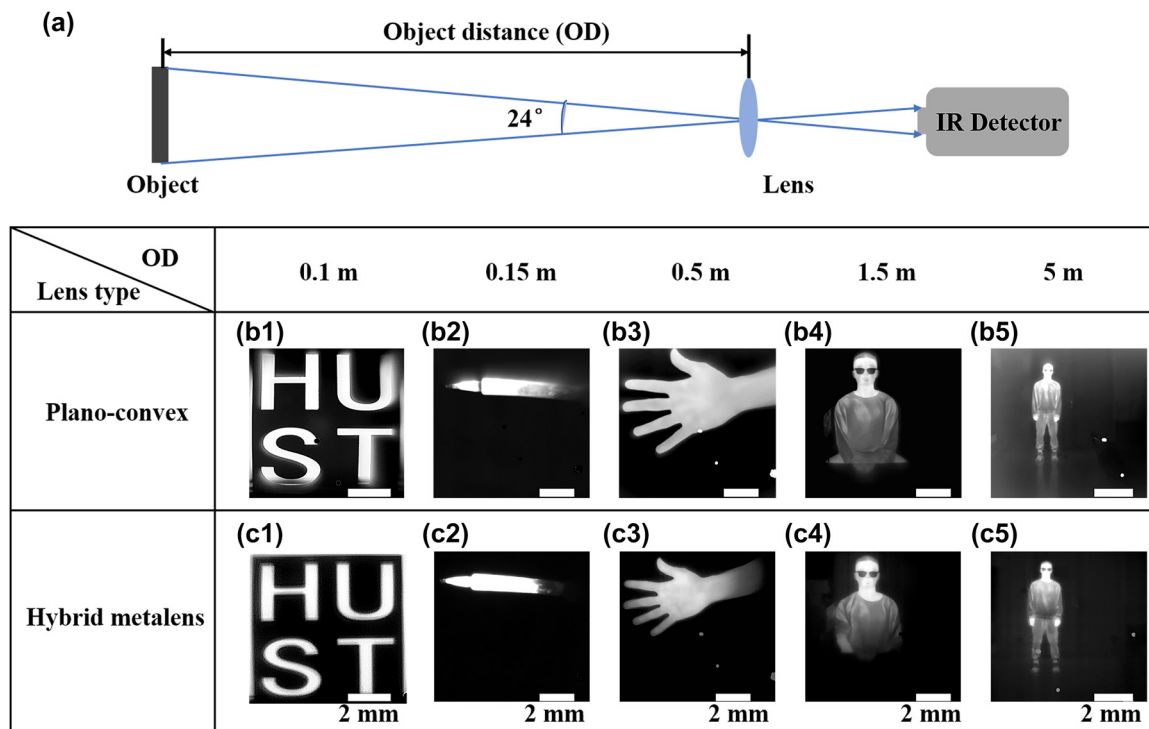 (a)
Object distance (OD)
24°
IR Detector
Object
Lens
OD
Lens type
0.1 m
0.15 m
0.5 m
1.5 m
5 m
Plano-convex
(b1)
(b2)
(b3)
(b4)
(b5)
HU
ST
Hybrid metalens
(c1)
(c2)
(c3)
(c4)
(c5)
HU
ST
2 mm
2 mm
2 mm
2 mm
2 mm